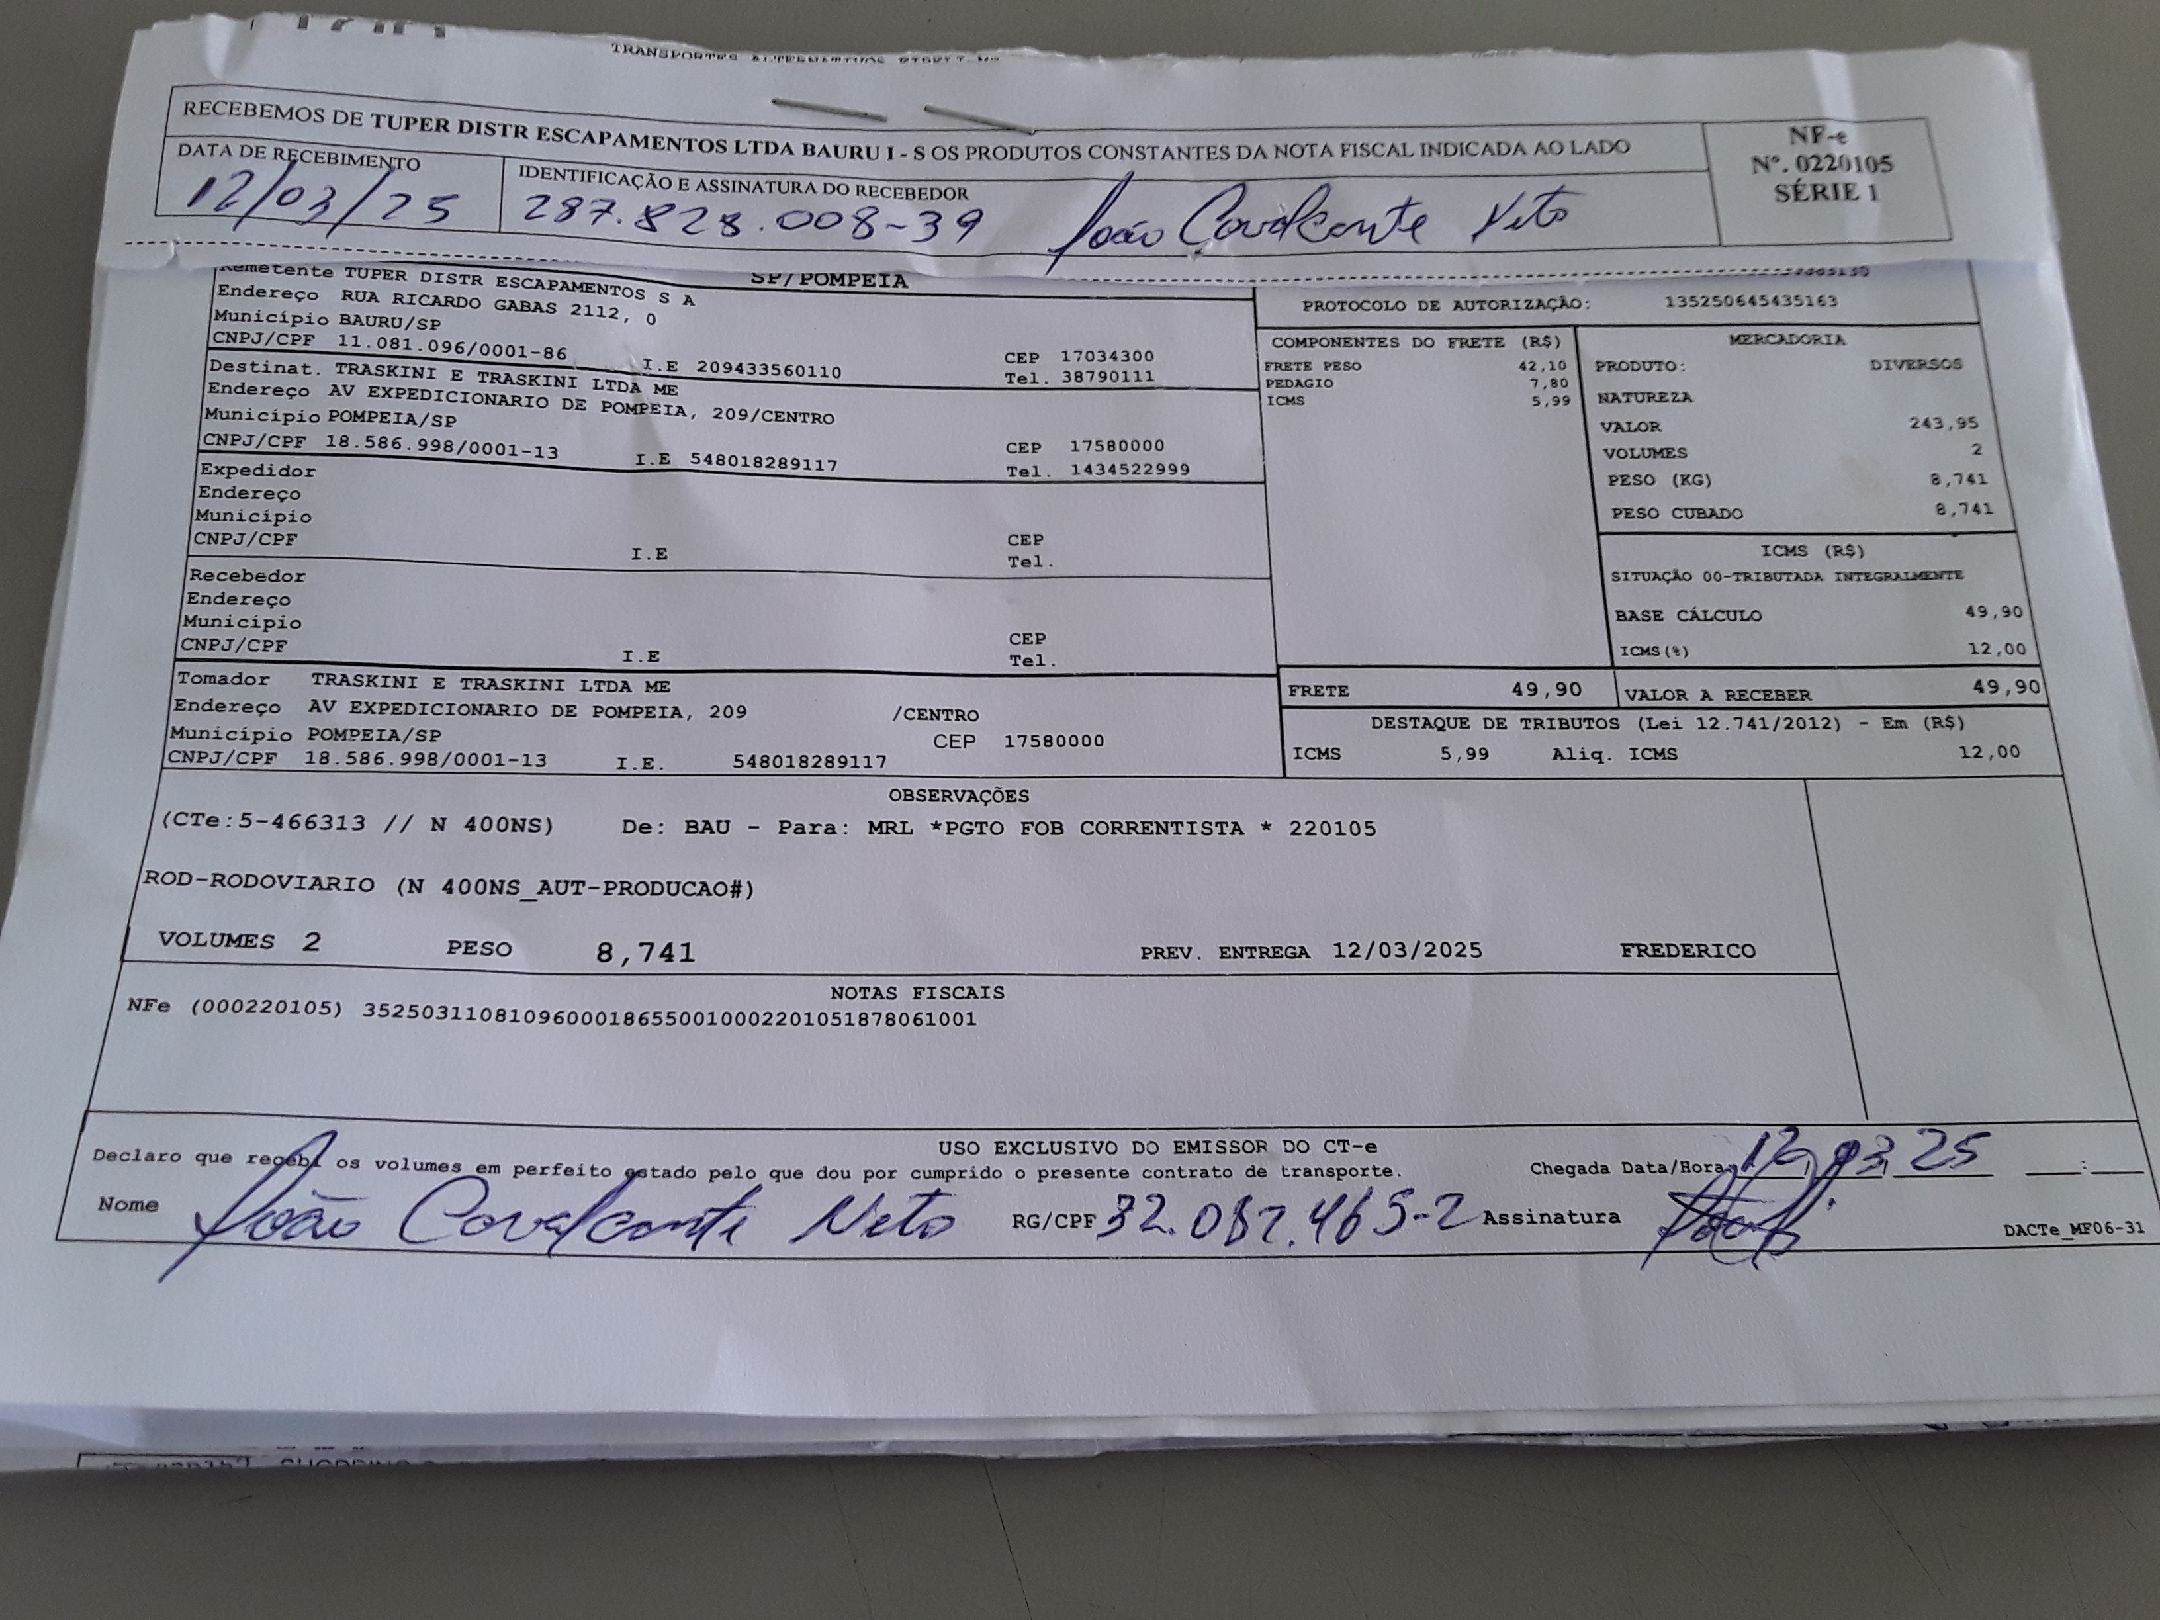 RECEBEMOS DE TUPER DISTR ESCAPAMENTOS LTDA BAURU I - S OS PRODUTOS CONSTANTES DA NOTA FISCAL INDICADA AO LADO
NF-e
Nº. 0220105
SÉRIE 1
DATA DE RECEBIMENTO
12/03/25
IDENTIFICAÇÃO E ASSINATURA DO RECEBEDOR
287.828.008-39 João Cavalcante Neto
SP/POMPEIA
Remetente TUPER DISTR ESCAPAMENTOS S A
Endereço RUA RICARDO GABAS 2112, 0
Município BAURU/SP CEP 17034300
CNPJ/CPF 11.081.096/0001-86 I.E 209433560110 Tel. 38790111
Destinat. TRASKINI E TRASKINI LTDA ME
Endereço AV EXPEDICIONARIO DE POMPEIA, 209/CENTRO
Município POMPEIA/SP CEP 17580000
CNPJ/CPF 18.586.998/0001-13 I.E 548018289117 Tel. 1434522999
Expedidor
Endereço
Município CEP
CNPJ/CPF I.E Tel.
Recebedor
Endereço
Município CEP
CNPJ/CPF I.E Tel.
Tomador TRASKINI E TRASKINI LTDA ME
Endereço AV EXPEDICIONARIO DE POMPEIA, 209 /CENTRO
Município POMPEIA/SP CEP 17580000
CNPJ/CPF 18.586.998/0001-13 I.E. 548018289117
PROTOCOLO DE AUTORIZAÇÃO: 135250645435163
COMPONENTES DO FRETE (R$)
FRETE PESO 42,10
PEDAGIO 7,80
ICMS 5,99
MERCADORIA
PRODUTO: DIVERSOS
NATUREZA
VALOR 243,95
VOLUMES 2
PESO (KG) 8,741
PESO CUBADO 8,741
ICMS (R$)
SITUAÇÃO 00-TRIBUTADA INTEGRALMENTE
BASE CÁLCULO 49,90
ICMS(%) 12,00
FRETE 49,90 VALOR A RECEBER 49,90
DESTAQUE DE TRIBUTOS (Lei 12.741/2012) - Em (R$)
ICMS 5,99 Aliq. ICMS 12,00
OBSERVAÇÕES
(CTe:5-466313 // N 400NS) De: BAU - Para: MRL *PGTO FOB CORRENTISTA * 220105
ROD-RODOVIARIO (N 400NS_AUT-PRODUCAO#)
VOLUMES 2 PESO 8,741 PREV. ENTREGA 12/03/2025 FREDERICO
NOTAS FISCAIS
NFe (000220105) 35250311081096000186550010002201051878061001
USO EXCLUSIVO DO EMISSOR DO CT-e
Declaro que recebi os volumes em perfeito estado pelo que dou por cumprido o presente contrato de transporte. Chegada Data/Hora 12/03/25 __:__
Nome João Cavalcante Neto RG/CPF 32.087.465-2 Assinatura
DACTe_MF06-31